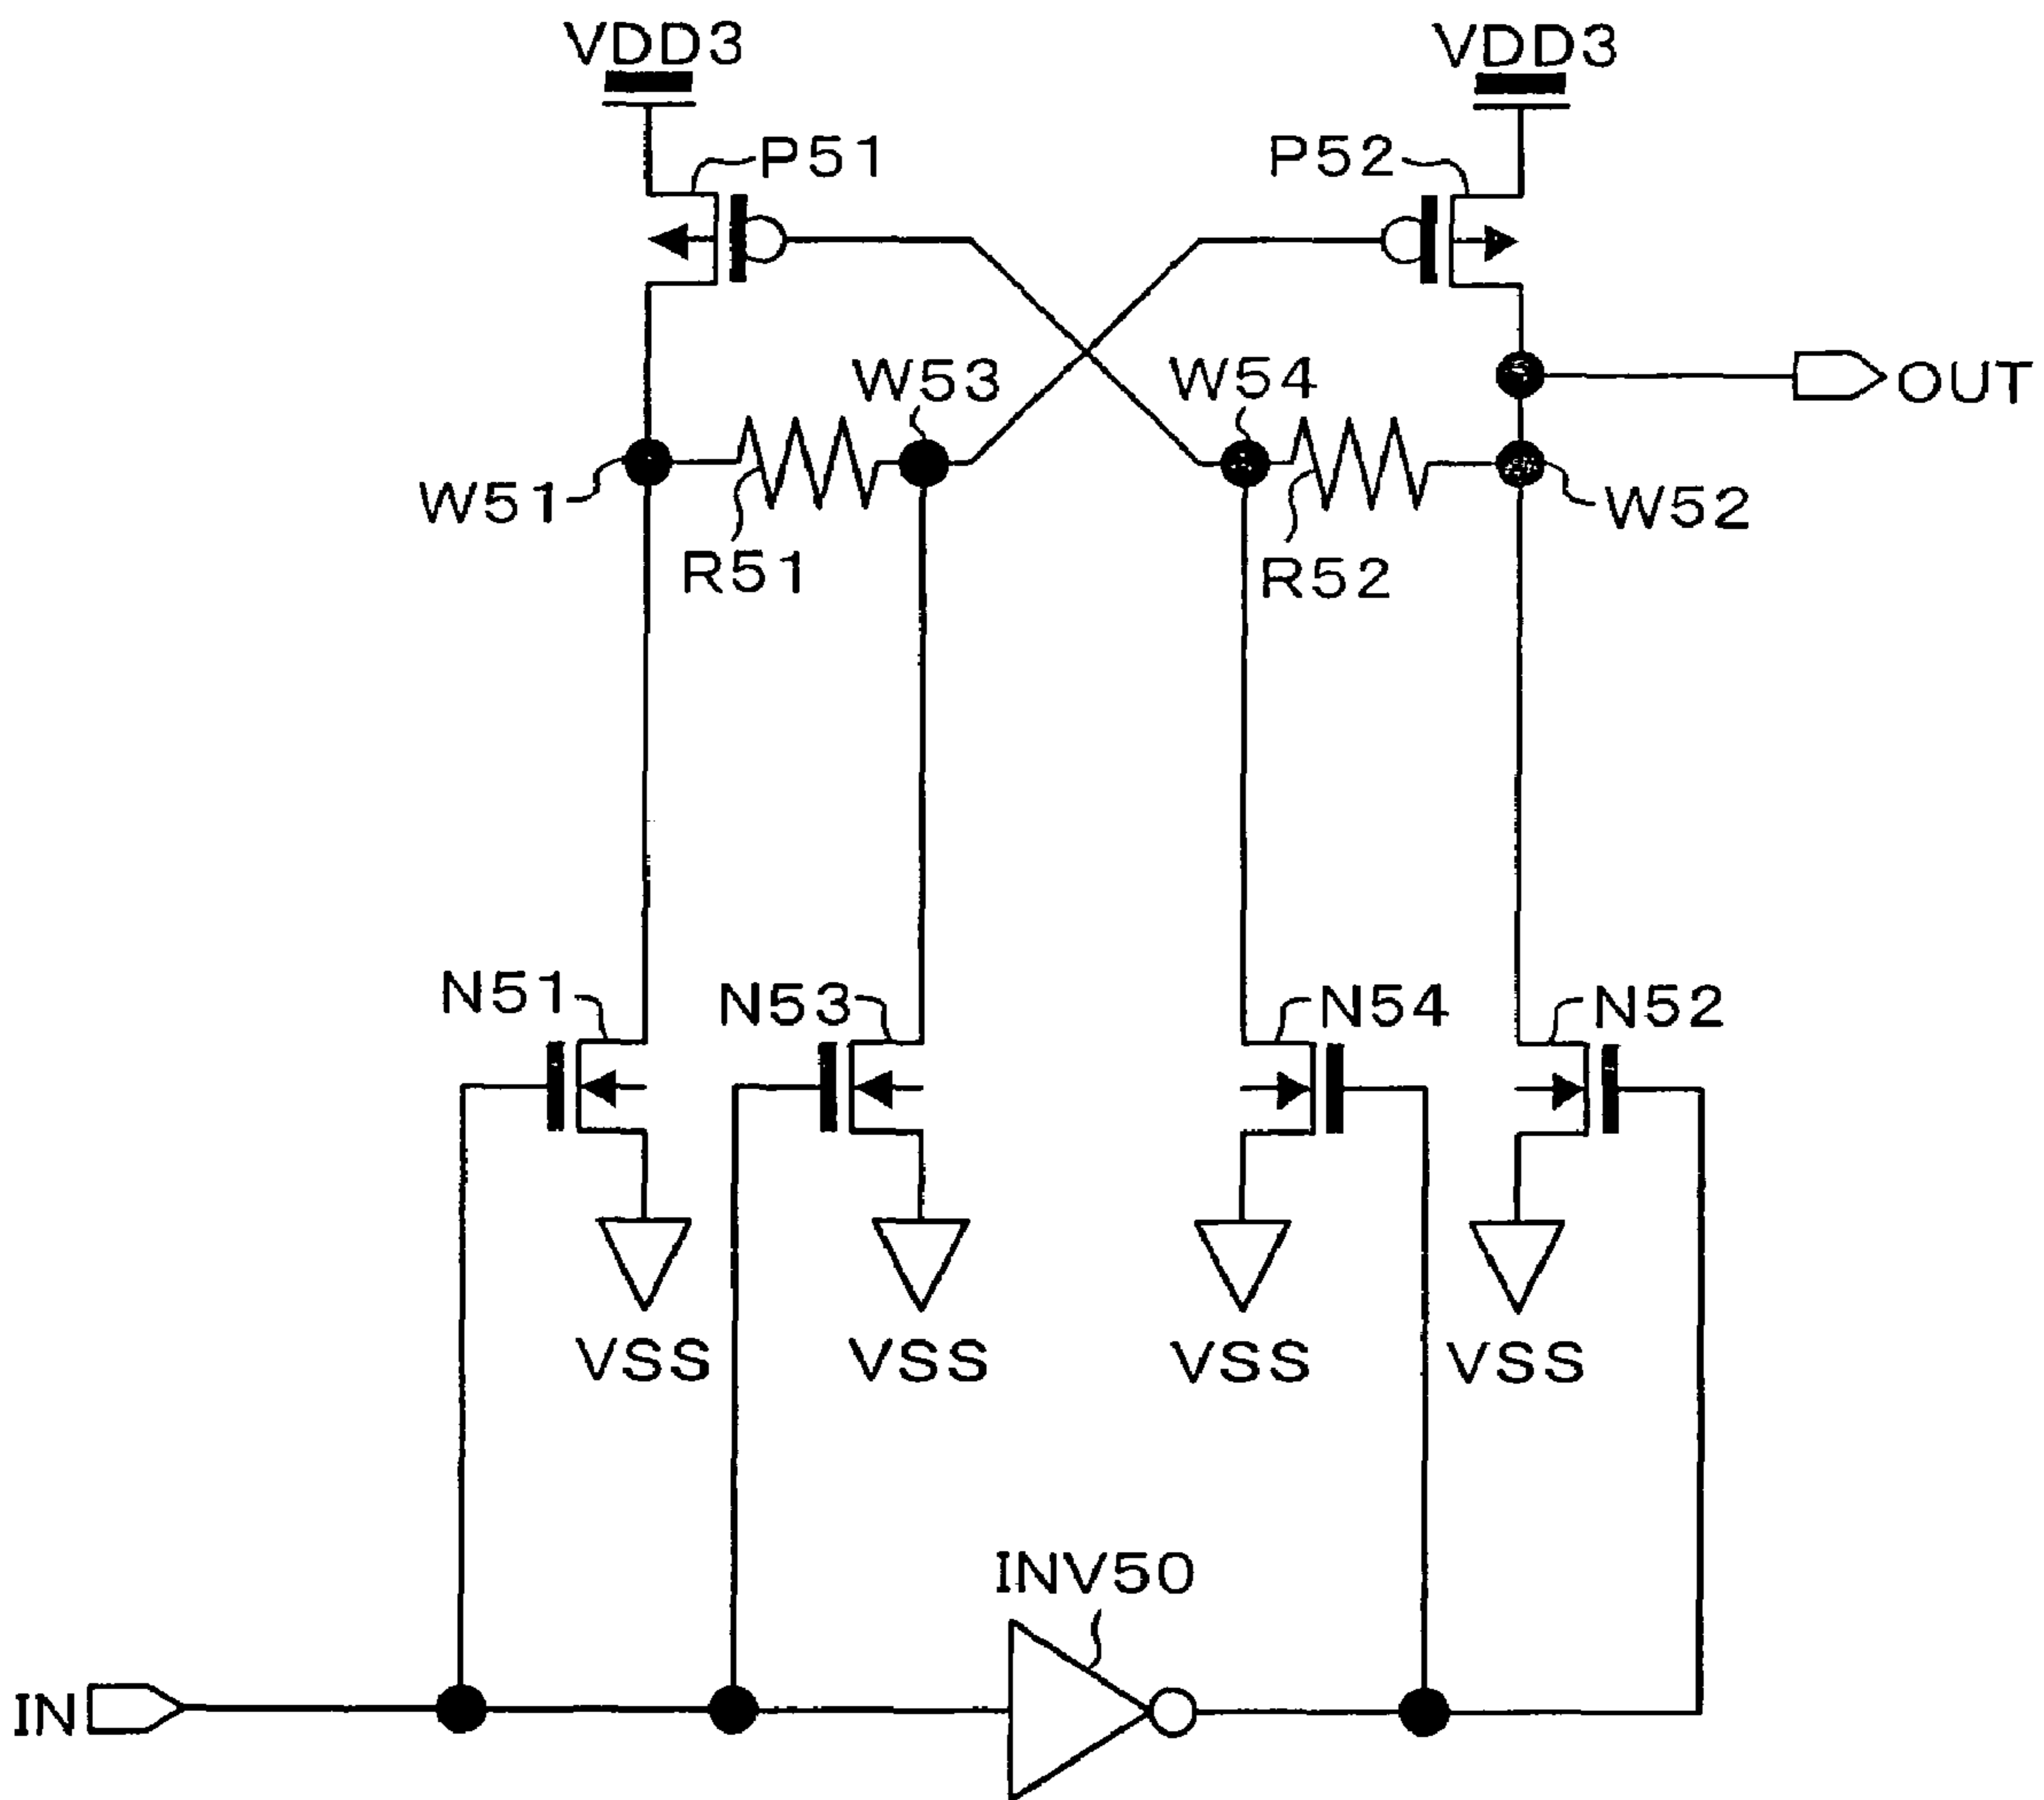 VDD3 VDD3
P51 P52
W53 W54
OUT
W51 W52
R51 R52
N51 N53 N54 N52
VSS VSS VSS VSS
INV50
IN